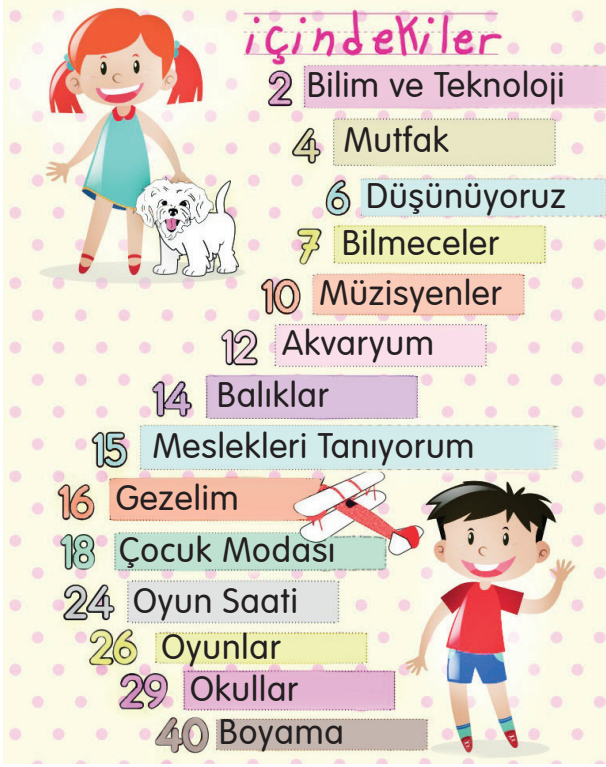 içindekiler
2 Bilim ve Teknoloji
4 Mutfak
6 Düşünüyoruz
7 Bilmeceler
10 Müzisyenler
12 Akvaryum
14 Balıklar
15 Meslekleri Tanıyorum
16 Gezelim
18 Çocuk Modası
24 Oyun Saati
26 Oyunlar
29 Okullar
40 Boyama